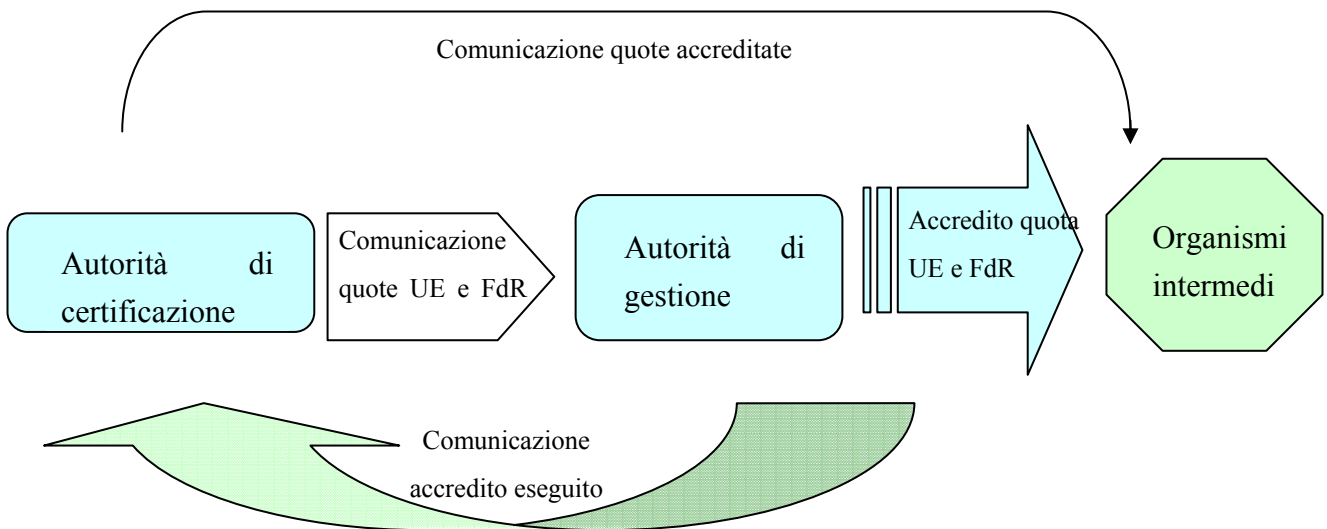 Comunicazione quote accreditate
Autorità di
certificazione
Comunicazione
quote UE e FdR
Autorità di
gestione
Accredito quota
UE e FdR
Organismi
intermedi
Comunicazione
accredito eseguito